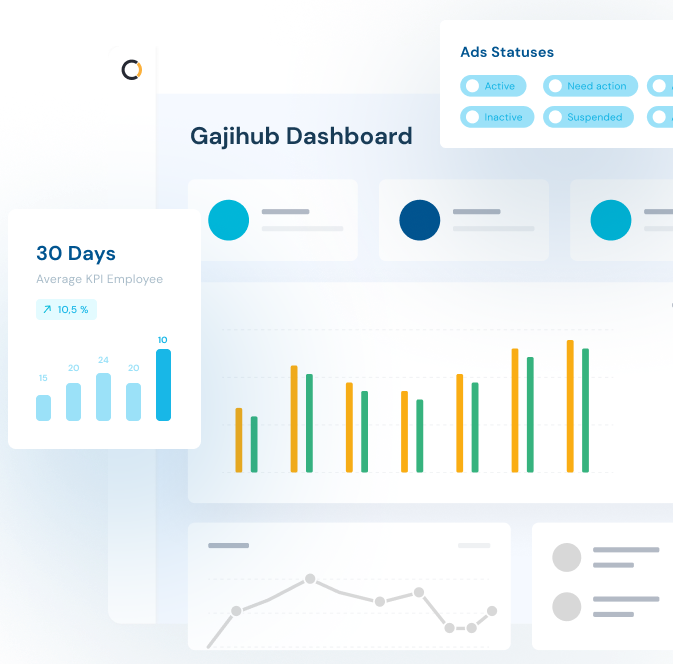 Ads Statuses
Active
Need action
Inactive
Suspended
Gajihub Dashboard
30 Days
Average KPI Employee
10,5 %
10
24
20
20
15